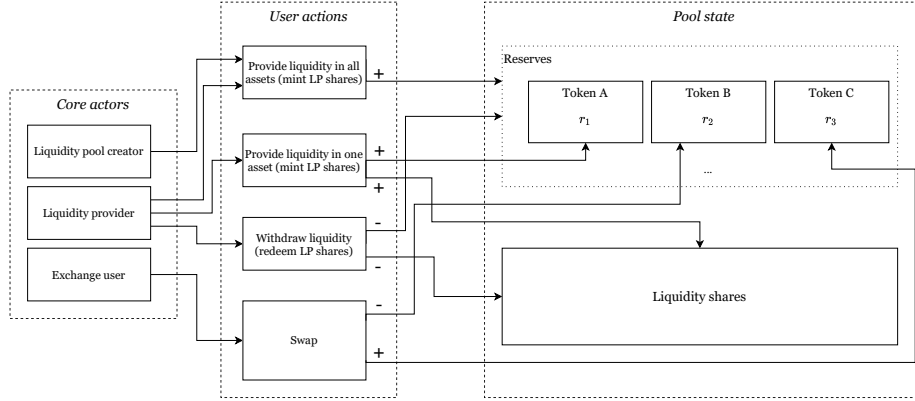 Core actors
Liquidity pool creator
Liquidity provider
Exchange user
User actions
Provide liquidity in all
assets (mint LP shares)
+
Provide liquidity in one
asset (mint LP shares)
+
+
Withdraw liquidity
(redeem LP shares)
-
-
Swap
-
+
Pool state
Reserves
Token A
r₁
Token B
r₂
Token C
r₃
...
Liquidity shares